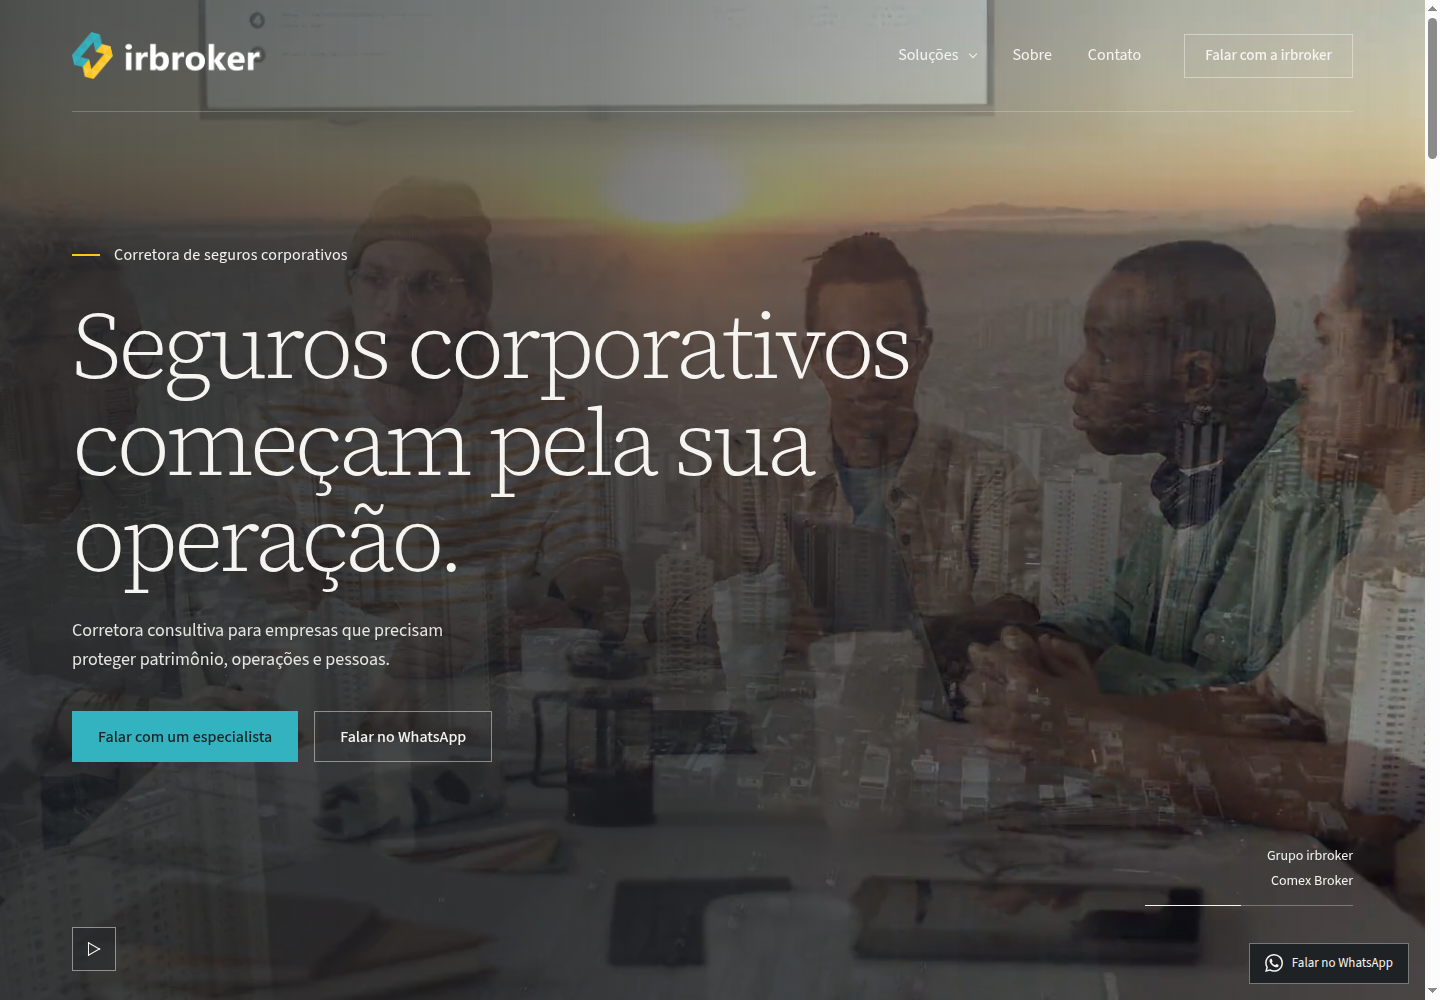 irbroker
Soluções
Sobre
Contato
Falar com a irbroker
Corretora de seguros corporativos
Seguros corporativos
começam pela sua
operação.
Corretora consultiva para empresas que precisam
proteger patrimônio, operações e pessoas.
Falar com um especialista
Falar no WhatsApp
Grupo irbroker
Comex Broker
Falar no WhatsApp